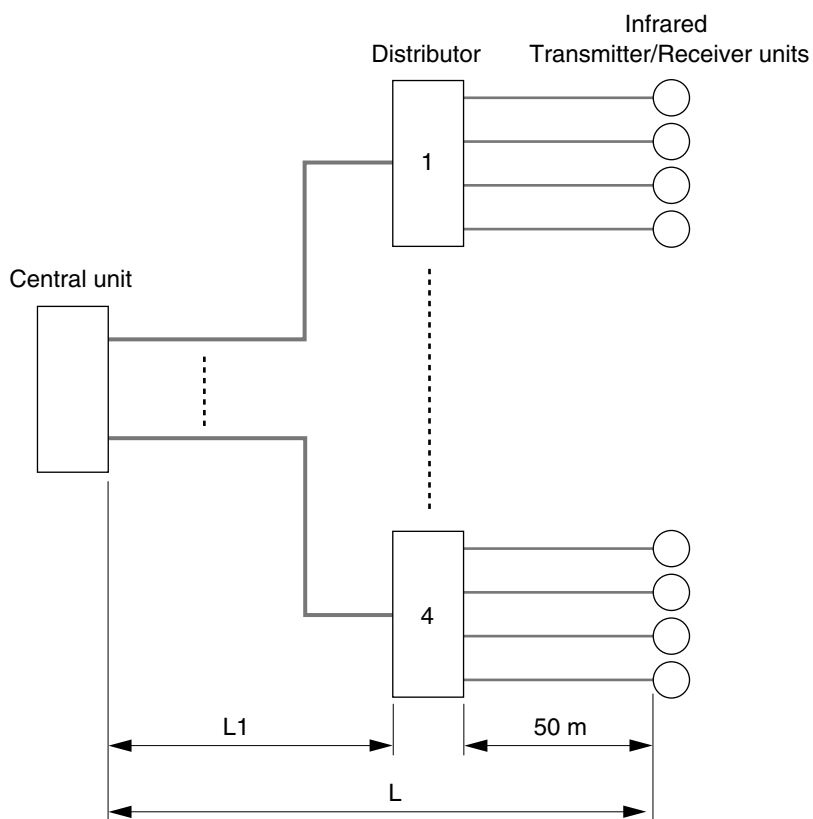 Infrared
Distributor
Transmitter/Receiver units
1
Central unit
4
L1
50 m
L